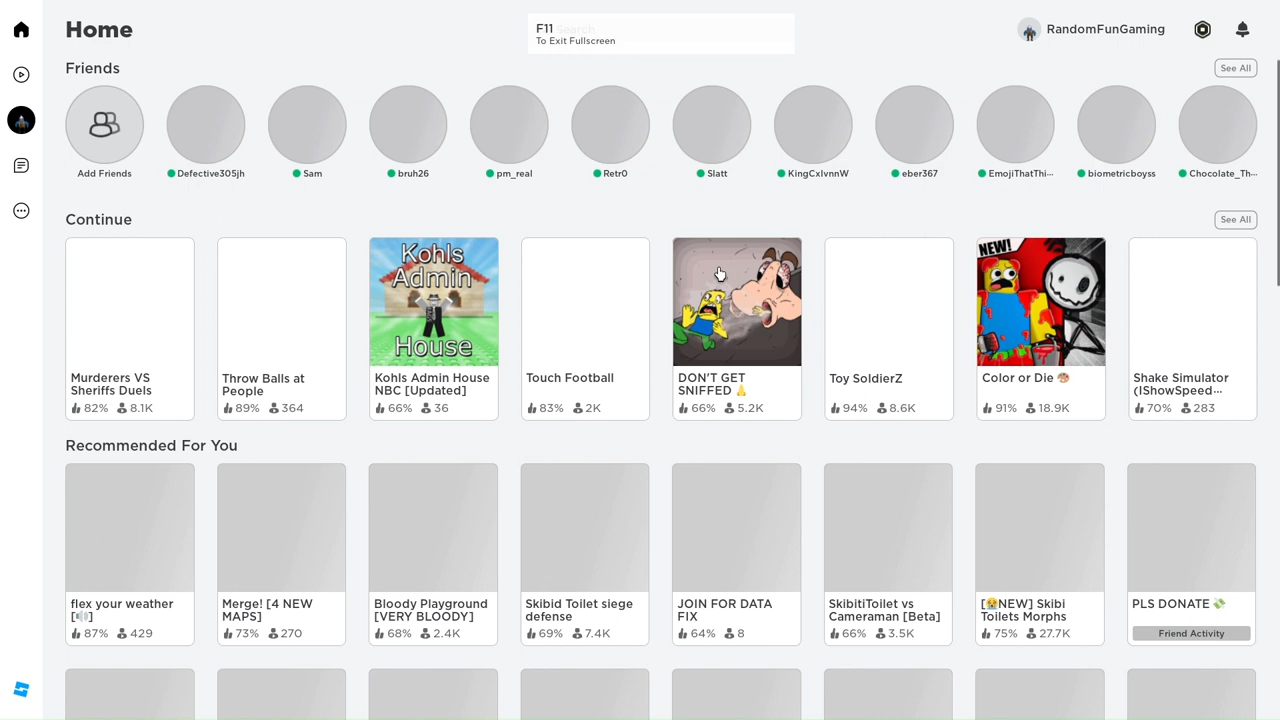 Home
F11 Search
To Exit Fullscreen
RandomFunGaming
Friends
See All
Add Friends
Defective305jh
Sam
bruh26
pm_real
Retr0
Slatt
KingCxlvnnW
eber367
EmojiThatThi...
biometricboyss
Chocolate_Th...
Continue
See All
Kohls
Admin
House
NEW!
Murderers VS
Sheriffs Duels
82% 8.1K
Throw Balls at
People
89% 364
Kohls Admin House
NBC [Updated]
66% 36
Touch Football
83% 2K
DON'T GET
SNIFFED 🙏
66% 5.2K
Toy SoldierZ
94% 8.6K
Color or Die 🎨
91% 18.9K
Shake Simulator
(IShowSpeed...
70% 283
Recommended For You
flex your weather
[🔊]
87% 429
Merge! [4 NEW
MAPS]
73% 270
Bloody Playground
[VERY BLOODY]
68% 2.4K
Skibid Toilet siege
defense
69% 7.4K
JOIN FOR DATA
FIX
64% 8
SkibitiToilet vs
Cameraman [Beta]
66% 3.5K
[😭NEW] Skibi
Toilets Morphs
75% 27.7K
PLS DONATE 💸
Friend Activity